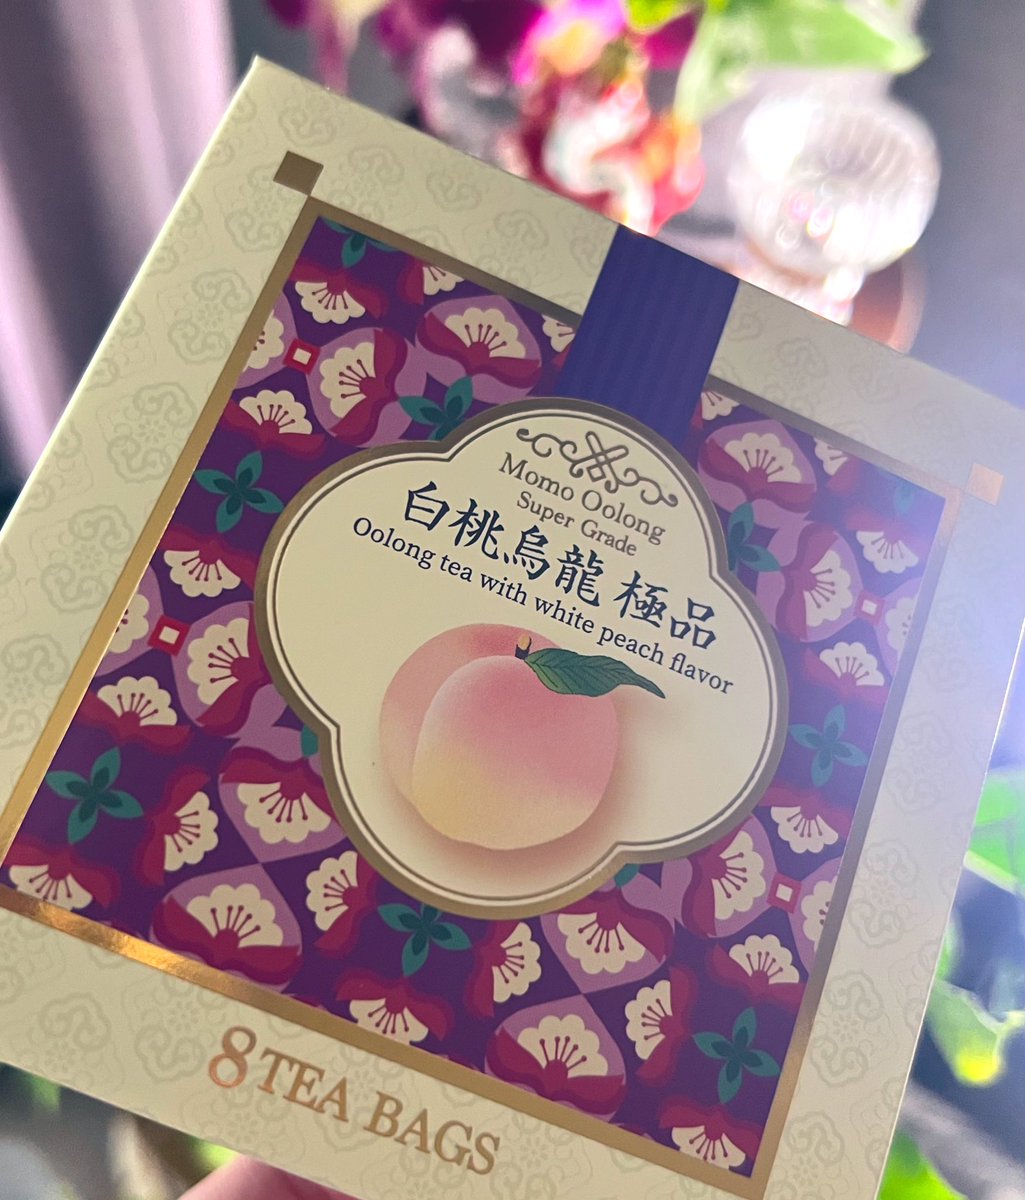 Momo Oolong
Super Grade
白桃烏龍 極品
Oolong tea with white peach flavor
8 TEA BAGS